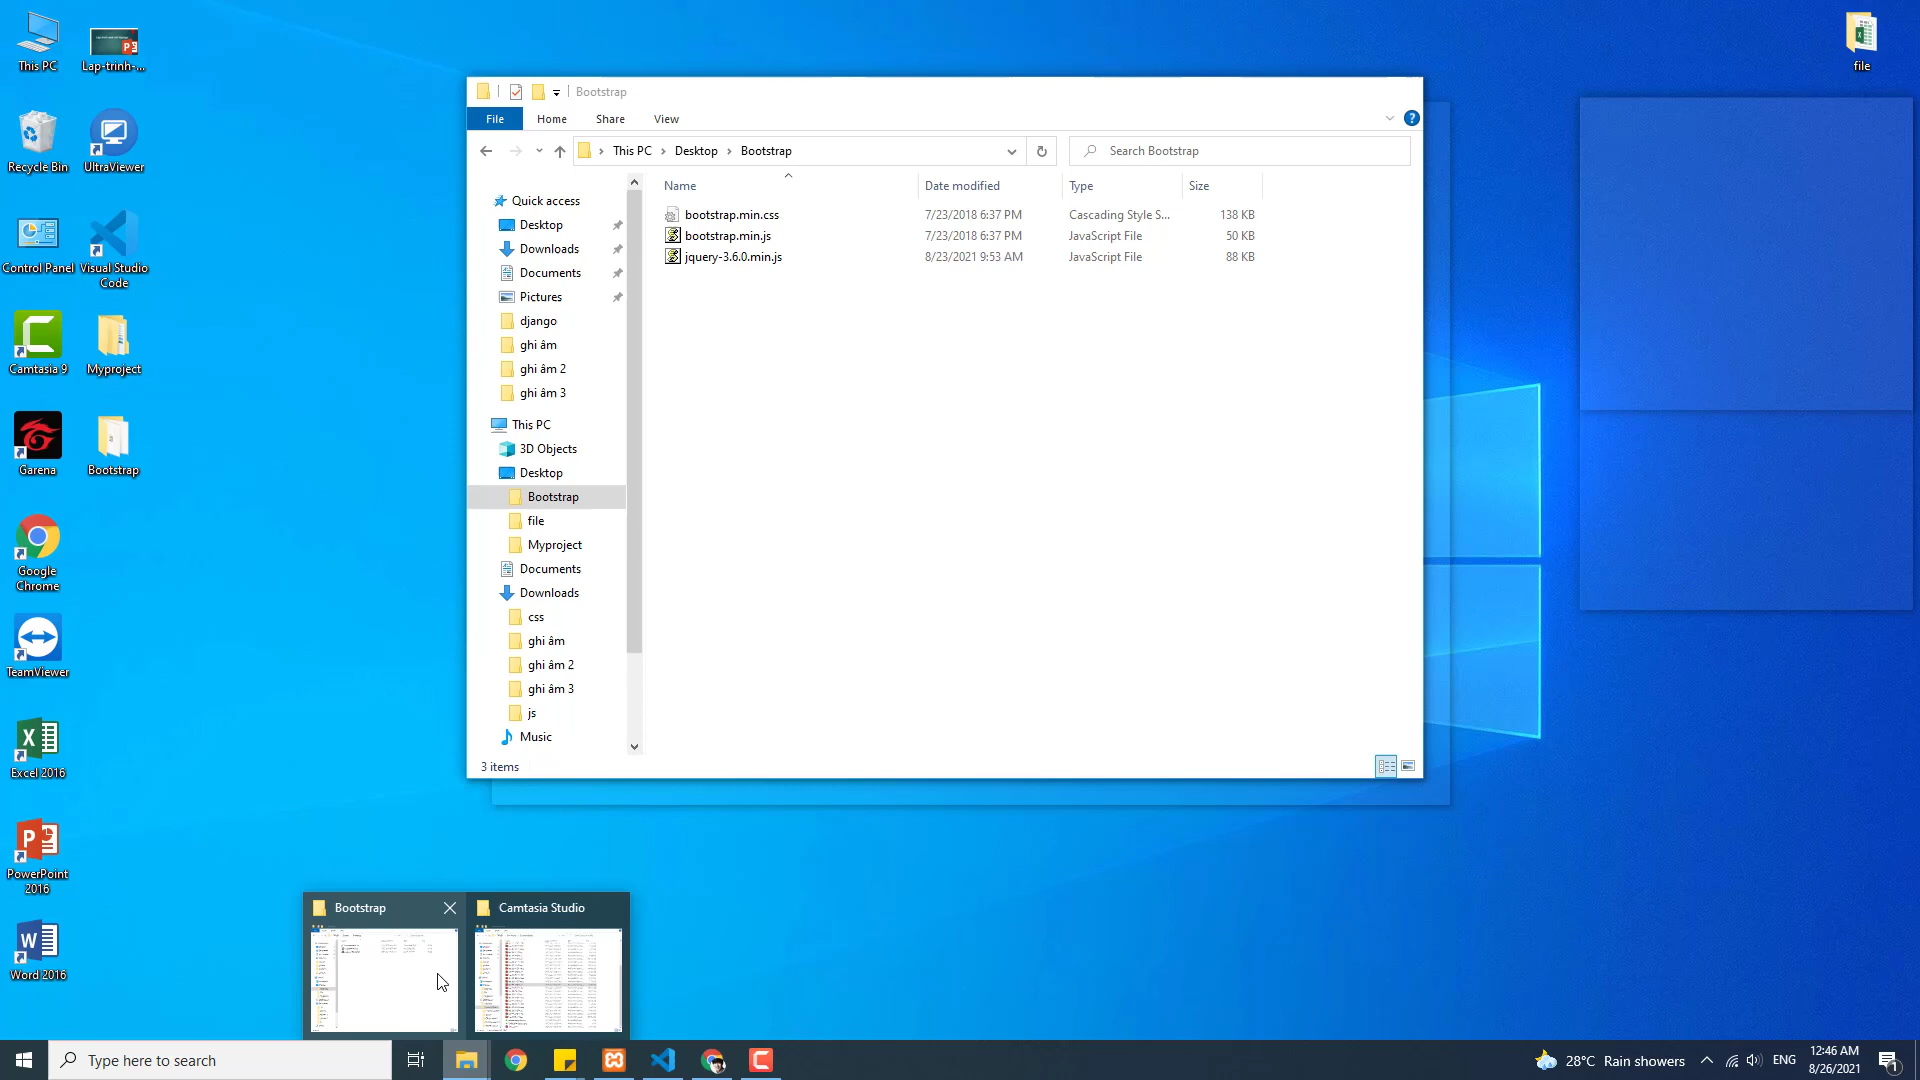 This PC
Lap-trinh-...
Recycle Bin
UltraViewer
Control Panel
Visual Studio
Code
Camtasia 9
Myproject
Garena
Bootstrap
Google
Chrome
TeamViewer
Excel 2016
PowerPoint
2016
Word 2016
file
Bootstrap
File
Home
Share
View
This PC
Desktop
Bootstrap
Search Bootstrap
Quick access
Desktop
Downloads
Documents
Pictures
django
ghi âm
ghi âm 2
ghi âm 3
This PC
3D Objects
Desktop
Bootstrap
file
Myproject
Documents
Downloads
css
ghi âm
ghi âm 2
ghi âm 3
js
Music
Name Date modified Type Size
bootstrap.min.css 7/23/2018 6:37 PM Cascading Style S... 138 KB
bootstrap.min.js 7/23/2018 6:37 PM JavaScript File 50 KB
jquery-3.6.0.min.js 8/23/2021 9:53 AM JavaScript File 88 KB
3 items
Bootstrap
Camtasia Studio
Type here to search
28°C Rain showers
ENG
12:46 AM
8/26/2021
1